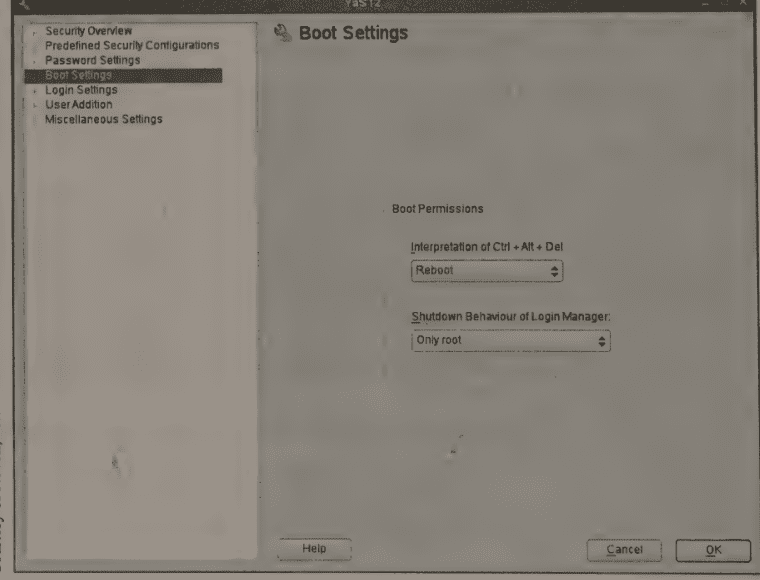 YaST2
Security Overview
Predefined Security Configurations
Password Settings
Boot Settings
Login Settings
User Addition
Miscellaneous Settings
Boot Settings
Boot Permissions
Interpretation of Ctrl + Alt + Del
Reboot
Shutdown Behaviour of Login Manager:
Only root
Help
Cancel
OK